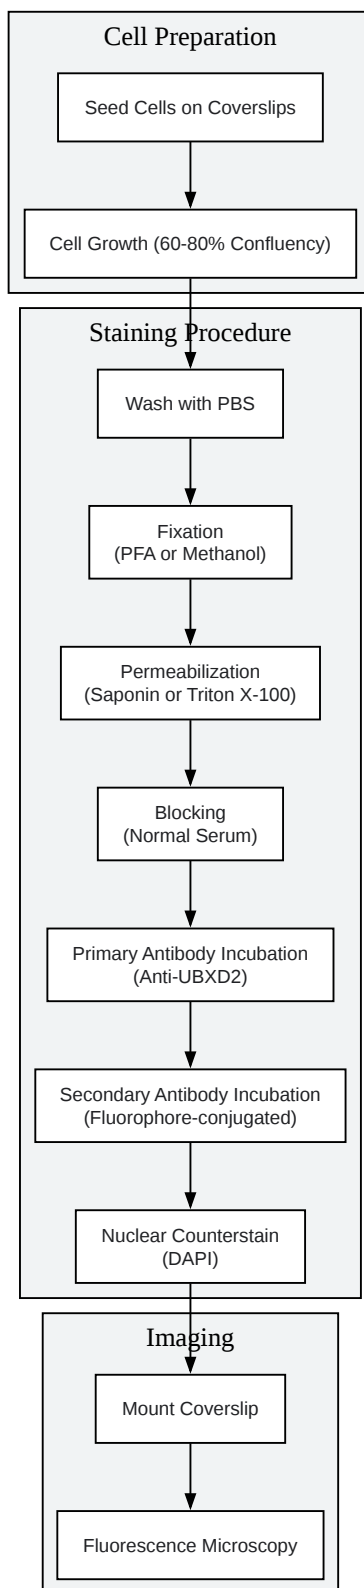 Cell Preparation
Seed Cells on Coverslips
Cell Growth (60-80% Confluency)
Staining Procedure
Wash with PBS
Fixation
(PFA or Methanol)
Permeabilization
(Saponin or Triton X-100)
Blocking
(Normal Serum)
Primary Antibody Incubation
(Anti-UBXD2)
Secondary Antibody Incubation
(Fluorophore-conjugated)
Nuclear Counterstain
(DAPI)
Imaging
Mount Coverslip
Fluorescence Microscopy